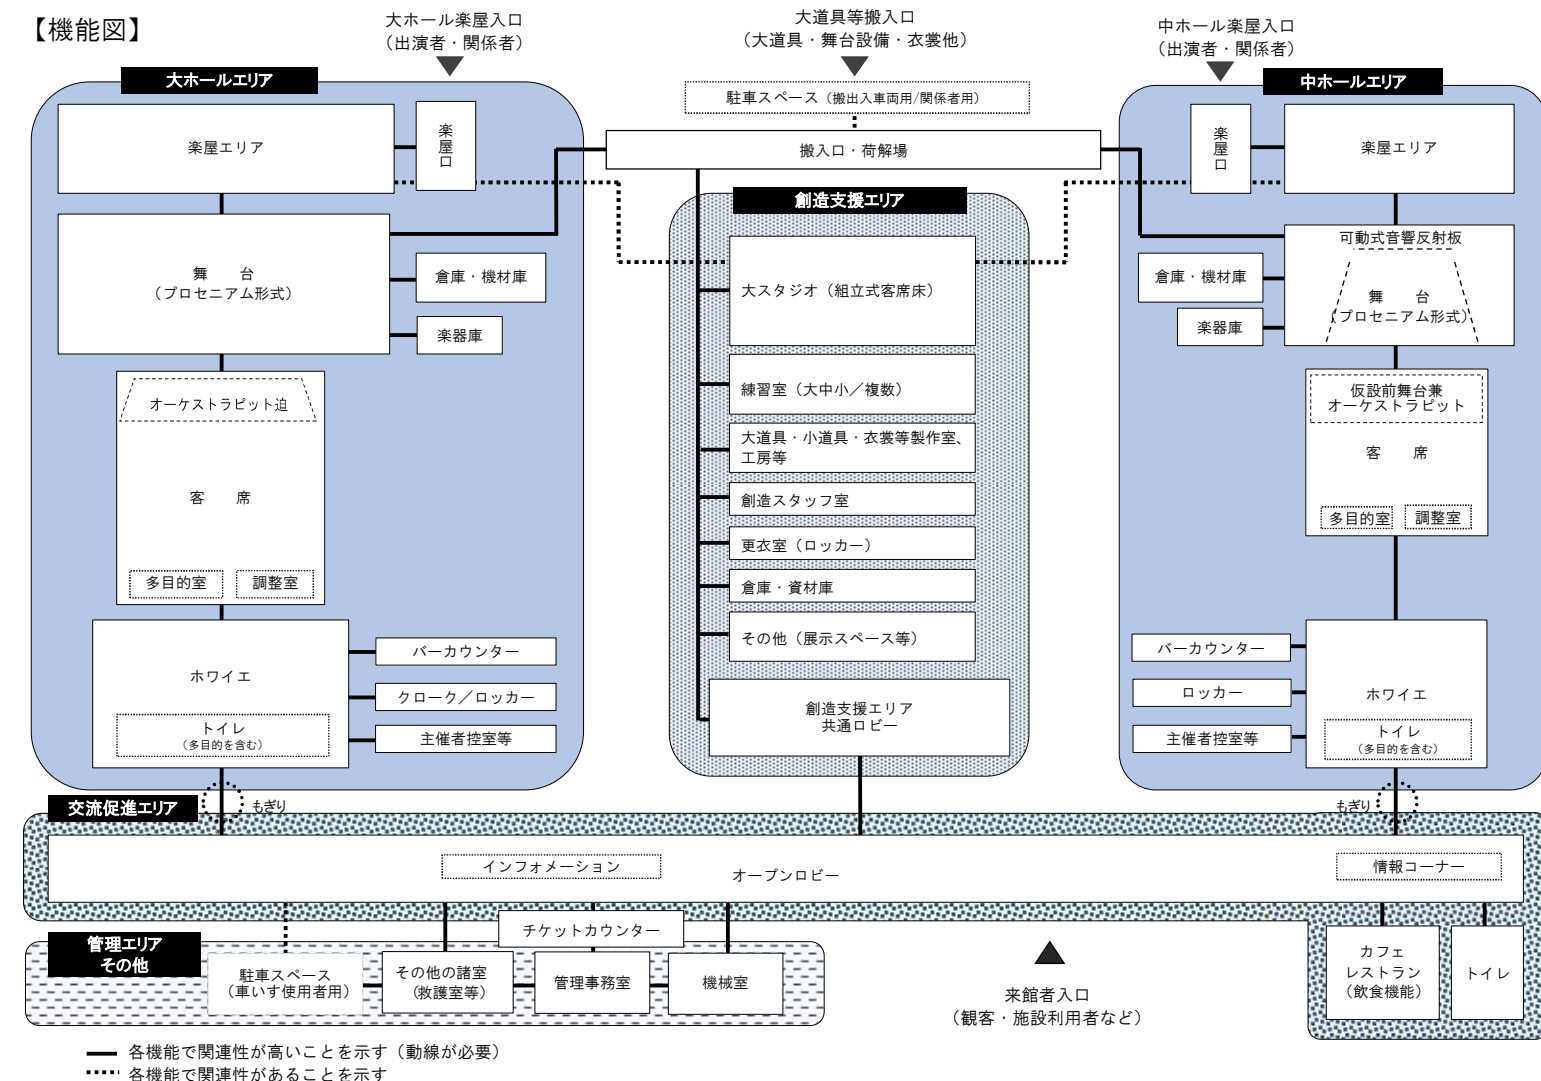 【機能図】
大ホール楽屋入口
（出演者・関係者）
大道具等搬入口
（大道具・舞台設備・衣裳他）
中ホール楽屋入口
（出演者・関係者）
大ホールエリア
楽屋エリア
楽屋口
舞　台
（プロセニアム形式）
倉庫・機材庫
楽器庫
オーケストラピット迫
客　席
多目的室
調整室
ホワイエ
トイレ
（多目的を含む）
バーカウンター
クローク／ロッカー
主催者控室等
もぎり
駐車スペース（搬出入車両用/関係者用）
搬入口・荷解場
創造支援エリア
大スタジオ（組立式客席床）
練習室（大中小／複数）
大道具・小道具・衣裳等製作室、
工房等
創造スタッフ室
更衣室（ロッカー）
倉庫・資材庫
その他（展示スペース等）
創造支援エリア
共通ロビー
中ホールエリア
楽屋口
楽屋エリア
可動式音響反射板
舞　台
（プロセニアム形式）
倉庫・機材庫
楽器庫
仮設前舞台兼
オーケストラピット
客　席
多目的室
調整室
バーカウンター
ロッカー
主催者控室等
ホワイエ
トイレ
（多目的を含む）
もぎり
交流促進エリア
インフォメーション
オープンロビー
情報コーナー
チケットカウンター
管理エリア
その他
駐車スペース
（車いす使用者用）
その他の諸室
（救護室等）
管理事務室
機械室
来館者入口
（観客・施設利用者など）
カフェ
レストラン
（飲食機能）
トイレ
各機能で関連性が高いことを示す（動線が必要）
各機能で関連性があることを示す